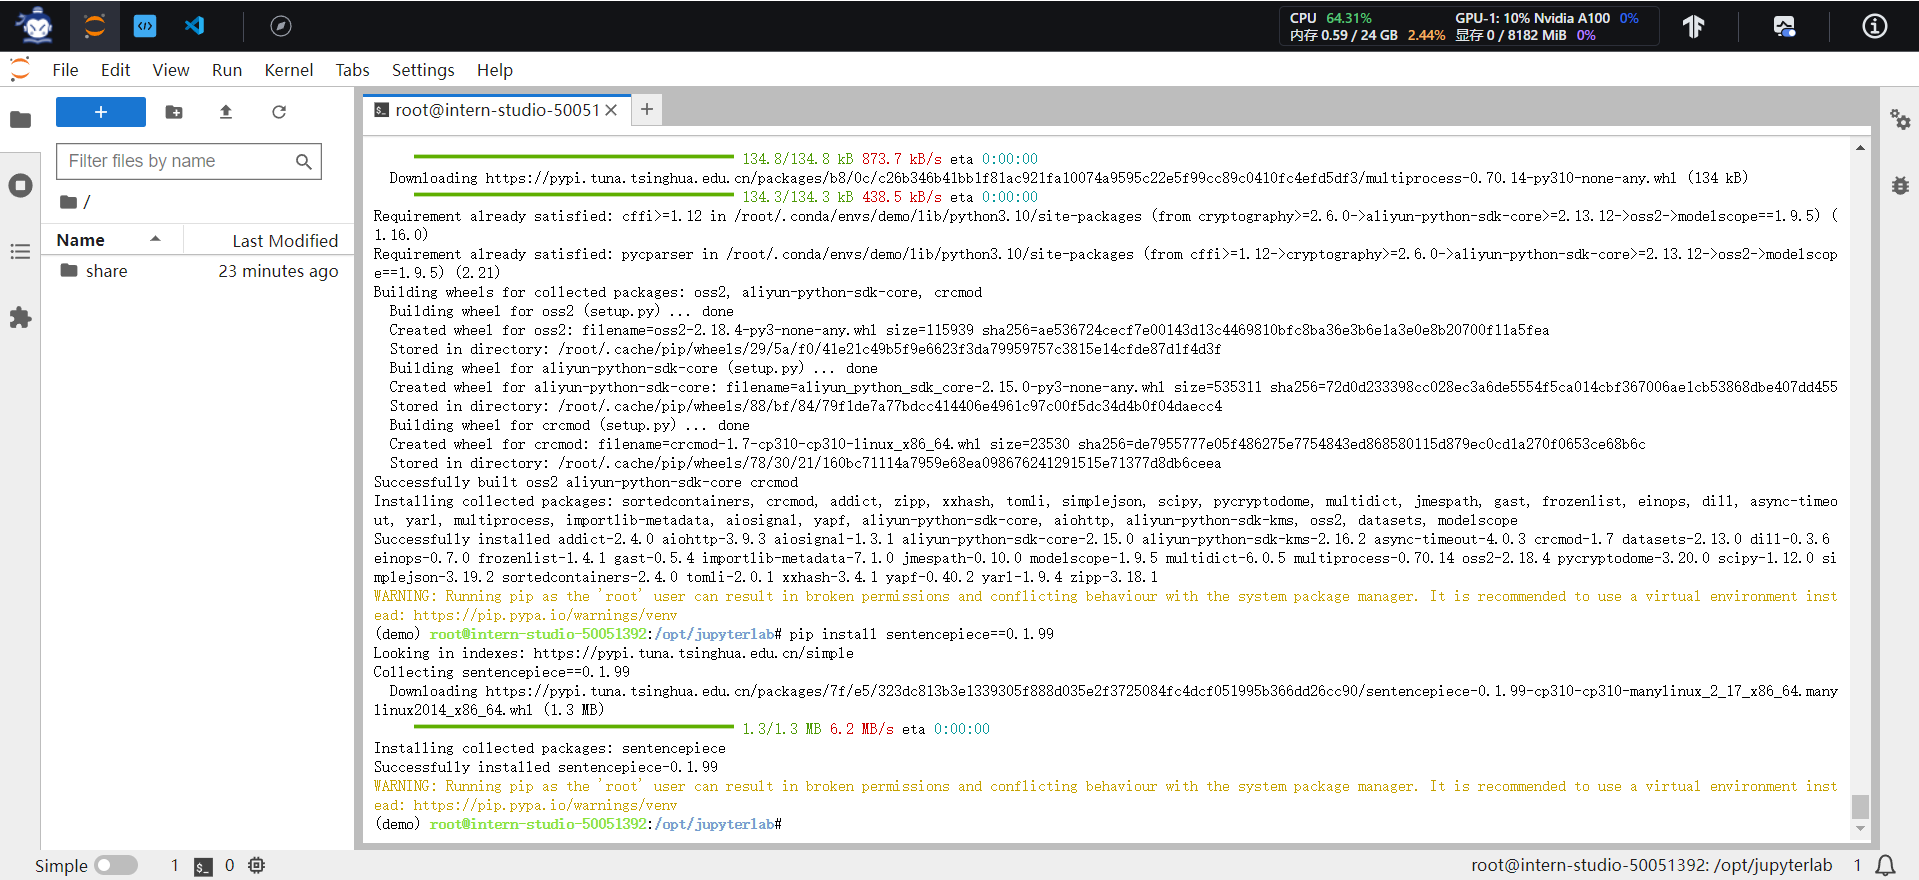 CPU 64.31% GPU-1: 10% Nvidia A100 0%
内存 0.59 / 24 GB 2.44% 显存 0 / 8182 MiB 0%
File Edit View Run Kernel Tabs Settings Help
+
root@intern-studio-50051
Filter files by name
/
Name Last Modified
share 23 minutes ago
134.8/134.8 kB 873.7 kB/s eta 0:00:00
Downloading https://pypi.tuna.tsinghua.edu.cn/packages/b8/0c/c26b346b41bb1f81ac921fa10074a9595c22e5f99cc89c0410fc4efd5df3/multiprocess-0.70.14-py310-none-any.whl (134 kB)
134.3/134.3 kB 438.5 kB/s eta 0:00:00
Requirement already satisfied: cffi>=1.12 in /root/.conda/envs/demo/lib/python3.10/site-packages (from cryptography>=2.6.0->aliyun-python-sdk-core>=2.13.12->oss2->modelscope==1.9.5) (
1.16.0)
Requirement already satisfied: pycparser in /root/.conda/envs/demo/lib/python3.10/site-packages (from cffi>=1.12->cryptography>=2.6.0->aliyun-python-sdk-core>=2.13.12->oss2->modelscop
e==1.9.5) (2.21)
Building wheels for collected packages: oss2, aliyun-python-sdk-core, crcmod
Building wheel for oss2 (setup.py) ... done
Created wheel for oss2: filename=oss2-2.18.4-py3-none-any.whl size=115939 sha256=ae536724cecf7e00143d13c4469810bfc8ba36e3b6e1a3e0e8b20700f11a5fea
Stored in directory: /root/.cache/pip/wheels/29/5a/f0/41e21c49b5f9e6623f3da79959757c3815e14cfde87d1f4d3f
Building wheel for aliyun-python-sdk-core (setup.py) ... done
Created wheel for aliyun-python-sdk-core: filename=aliyun_python_sdk_core-2.15.0-py3-none-any.whl size=535311 sha256=72d0d233398cc028ec3a6de5554f5ca014cbf367006ae1cb53868dbe407dd455
Stored in directory: /root/.cache/pip/wheels/88/bf/84/79f1de7a77bdcc414406e4961c97c00f5dc34d4b0f04daecc4
Building wheel for crcmod (setup.py) ... done
Created wheel for crcmod: filename=crcmod-1.7-cp310-cp310-linux_x86_64.whl size=23530 sha256=de7955777e05f486275e7754843ed868580115d879ec0cd1a270f0653ce68b6c
Stored in directory: /root/.cache/pip/wheels/78/30/21/160bc71114a7959e68ea098676241291515e71377d8db6ceea
Successfully built oss2 aliyun-python-sdk-core crcmod
Installing collected packages: sortedcontainers, crcmod, addict, zipp, xxhash, tomli, simplejson, scipy, pycryptodome, multidict, jmespath, gast, frozenlist, einops, dill, async-timeo
ut, yarl, multiprocess, importlib-metadata, aiosignal, yapf, aliyun-python-sdk-core, aiohttp, aliyun-python-sdk-kms, oss2, datasets, modelscope
Successfully installed addict-2.4.0 aiohttp-3.9.3 aiosignal-1.3.1 aliyun-python-sdk-core-2.15.0 aliyun-python-sdk-kms-2.16.2 async-timeout-4.0.3 crcmod-1.7 datasets-2.13.0 dill-0.3.6
einops-0.7.0 frozenlist-1.4.1 gast-0.5.4 importlib-metadata-7.1.0 jmespath-0.10.0 modelscope-1.9.5 multidict-6.0.5 multiprocess-0.70.14 oss2-2.18.4 pycryptodome-3.20.0 scipy-1.12.0 si
mplejson-3.19.2 sortedcontainers-2.4.0 tomli-2.0.1 xxhash-3.4.1 yapf-0.40.2 yarl-1.9.4 zipp-3.18.1
WARNING: Running pip as the 'root' user can result in broken permissions and conflicting behaviour with the system package manager. It is recommended to use a virtual environment inst
ead: https://pip.pypa.io/warnings/venv
(demo) root@intern-studio-50051392:/opt/jupyterlab# pip install sentencepiece==0.1.99
Looking in indexes: https://pypi.tuna.tsinghua.edu.cn/simple
Collecting sentencepiece==0.1.99
Downloading https://pypi.tuna.tsinghua.edu.cn/packages/7f/e5/323dc813b3e1339305f888d035e2f3725084fc4dcf051995b366dd26cc90/sentencepiece-0.1.99-cp310-cp310-manylinux_2_17_x86_64.many
linux2014_x86_64.whl (1.3 MB)
1.3/1.3 MB 6.2 MB/s eta 0:00:00
Installing collected packages: sentencepiece
Successfully installed sentencepiece-0.1.99
WARNING: Running pip as the 'root' user can result in broken permissions and conflicting behaviour with the system package manager. It is recommended to use a virtual environment inst
ead: https://pip.pypa.io/warnings/venv
(demo) root@intern-studio-50051392:/opt/jupyterlab#
Simple 1 0 root@intern-studio-50051392: /opt/jupyterlab 1